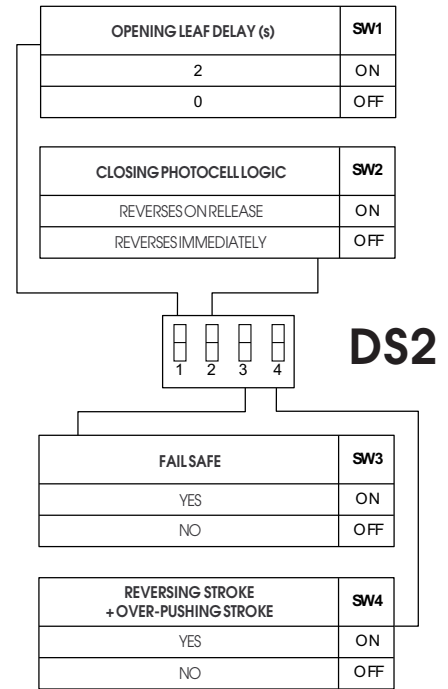 OPENING LEAF DELAY (s) SW1
2 ON
0 OFF
CLOSING PHOTOCELL LOGIC SW2
REVERSES ON RELEASE ON
REVERSES IMMEDIATELY OFF
1 2 3 4
DS2
FAIL SAFE SW3
YES ON
NO OFF
REVERSING STROKE
+ OVER-PUSHING STROKE SW4
YES ON
NO OFF